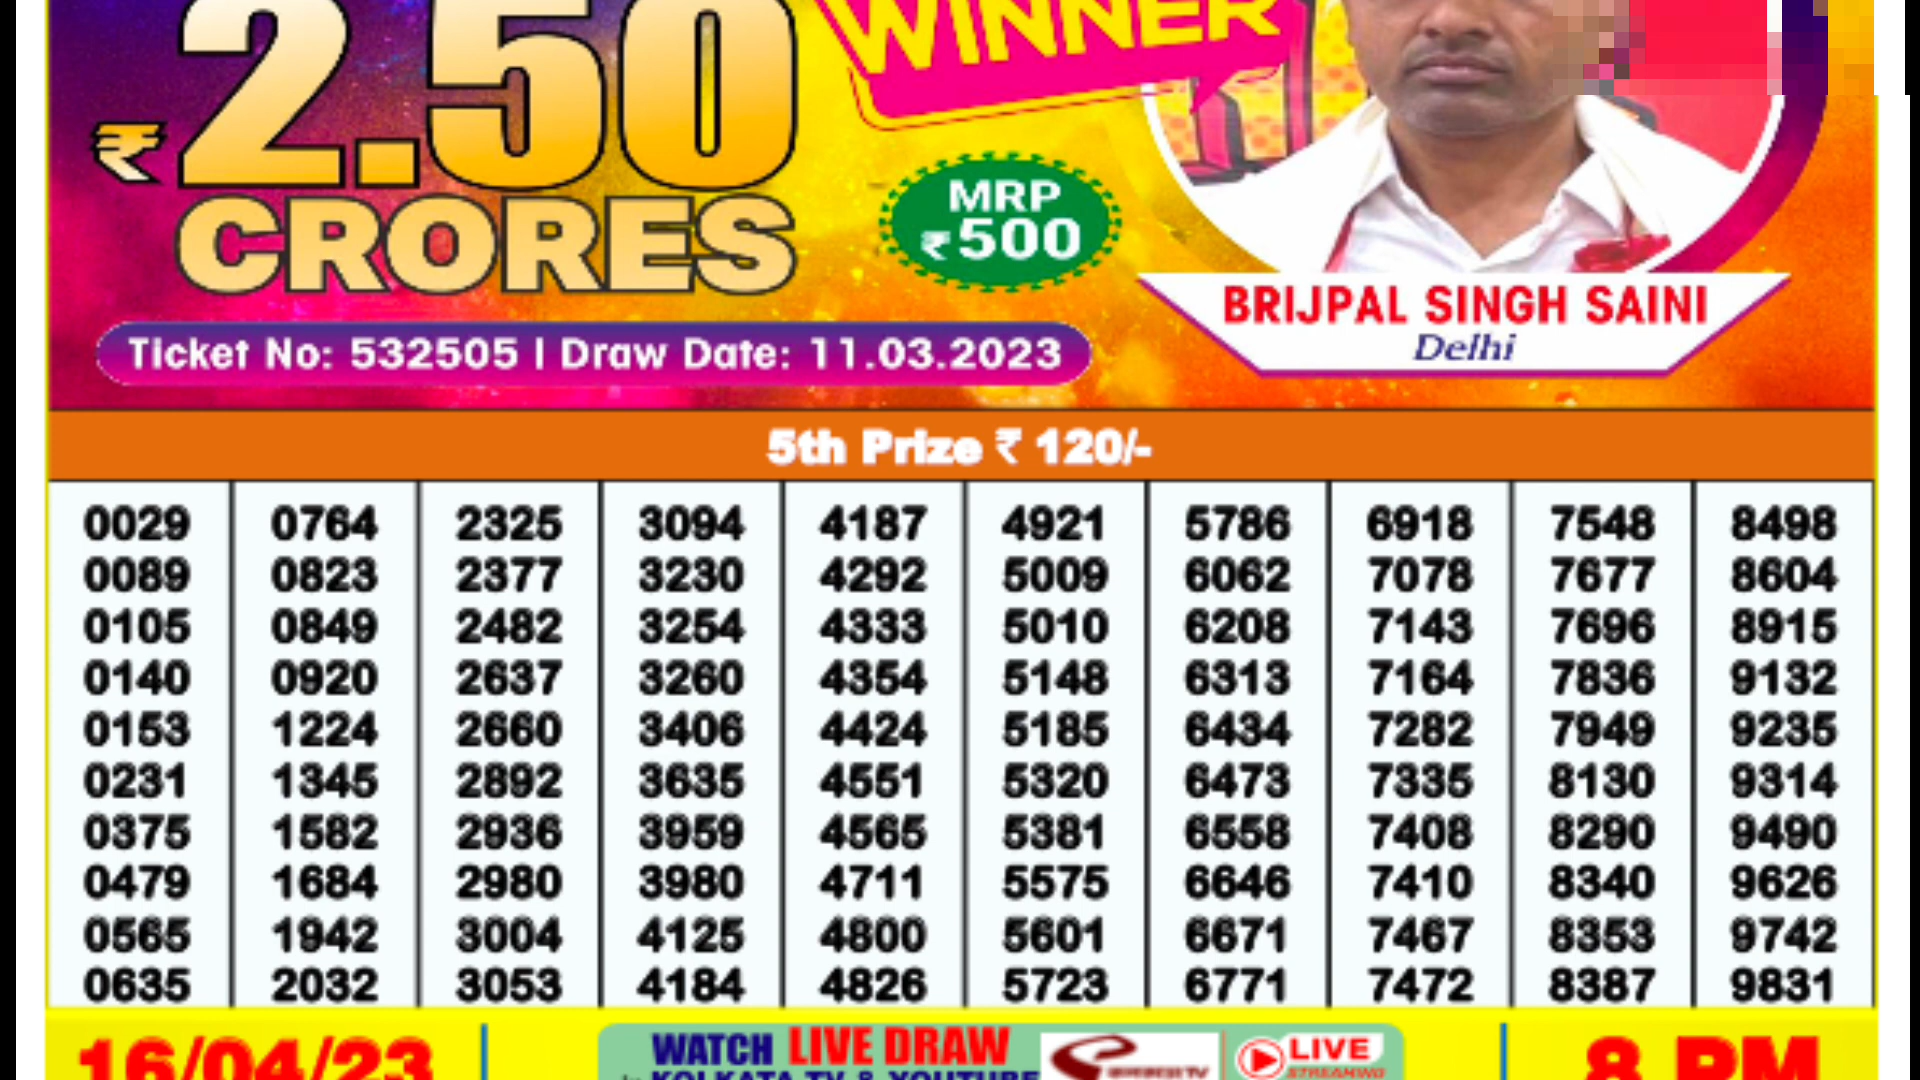 WINNER
₹2.50
CRORES
MRP
₹500
BRIJPAL SINGH SAINI
Delhi
Ticket No: 532505 | Draw Date: 11.03.2023
5th Prize ₹ 120/-
0029 0764 2325 3094 4187 4921 5786 6918 7548 8498
0089 0823 2377 3230 4292 5009 6062 7078 7677 8604
0105 0849 2482 3254 4333 5010 6208 7143 7696 8915
0140 0920 2637 3260 4354 5148 6313 7164 7836 9132
0153 1224 2660 3406 4424 5185 6434 7282 7949 9235
0231 1345 2892 3635 4551 5320 6473 7335 8130 9314
0375 1582 2936 3959 4565 5381 6558 7408 8290 9490
0479 1684 2980 3980 4711 5575 6646 7410 8340 9626
0565 1942 3004 4125 4800 5601 6671 7467 8353 9742
0635 2032 3053 4184 4826 5723 6771 7472 8387 9831
16/04/23
WATCH LIVE DRAW
KOLKATA TV & YOUTUBE
LIVE
STREAMING
8 PM